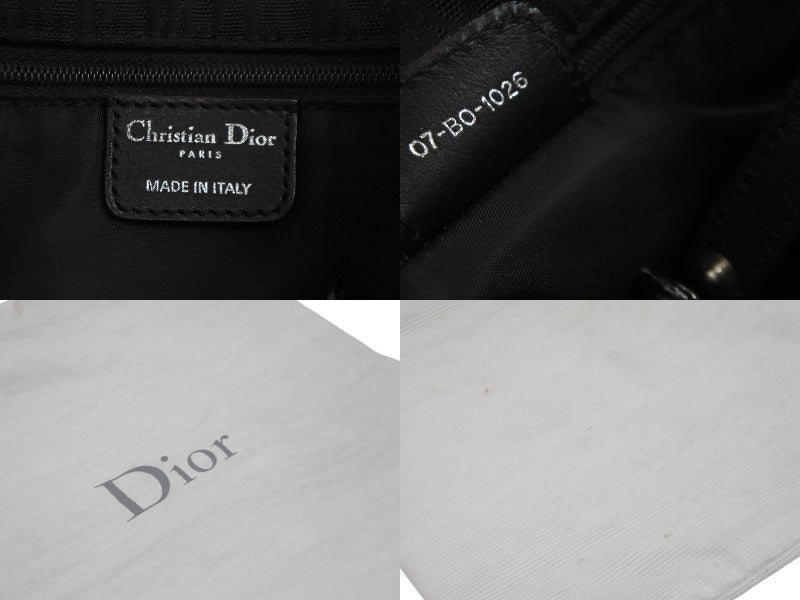 Christian Dior
PARIS
MADE IN ITALY
07-BO-1026
Dior